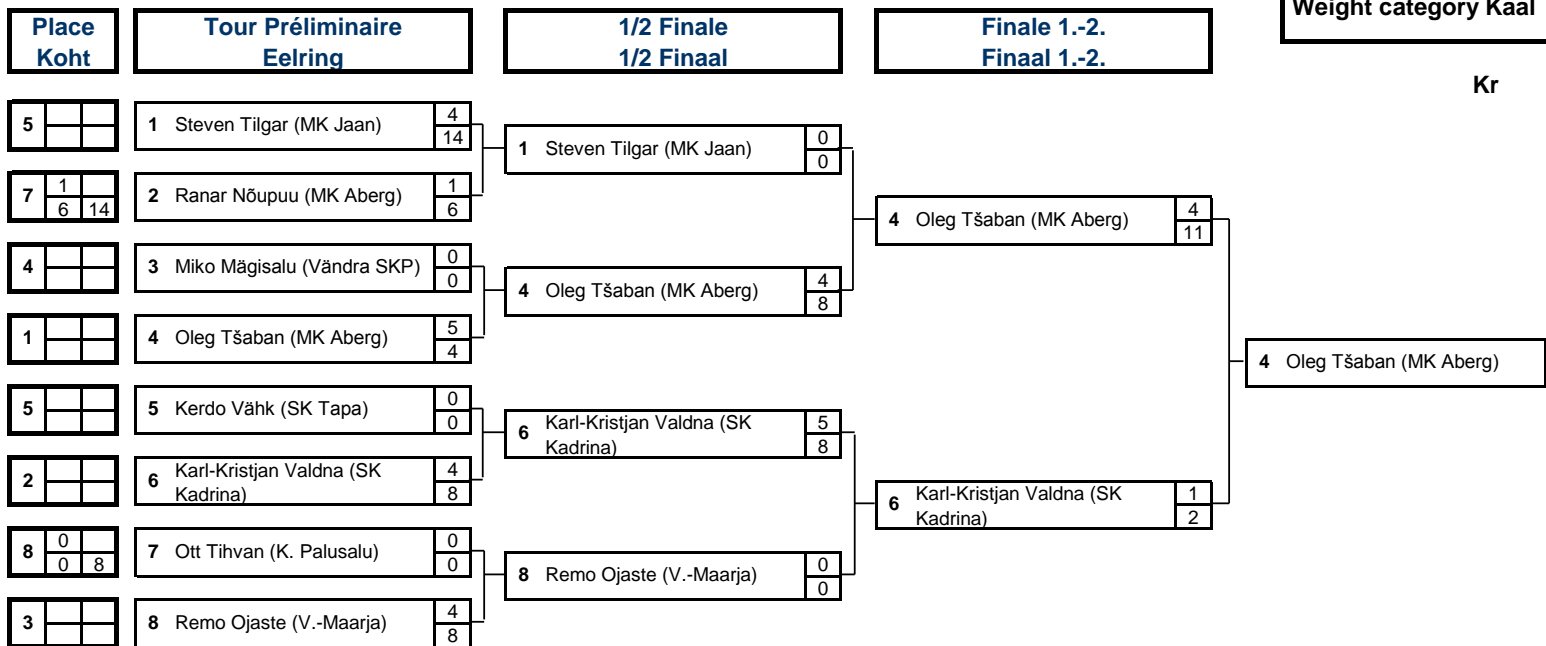 Weight category Kaal
Place
Koht
Tour Préliminaire
Eelring
1/2 Finale
1/2 Finaal
Finale 1.-2.
Finaal 1.-2.
Kr
5
1 Steven Tilgar (MK Jaan) 4
14
7 1
6 14
2 Ranar Nõupuu (MK Aberg) 1
6
4
3 Miko Mägisalu (Vändra SKP) 0
0
1
4 Oleg Tšaban (MK Aberg) 5
4
5
5 Kerdo Vähk (SK Tapa) 0
0
2
6 Karl-Kristjan Valdna (SK
Kadrina) 4
8
8 0
0 8
7 Ott Tihvan (K. Palusalu) 0
0
3
8 Remo Ojaste (V.-Maarja) 4
8
1 Steven Tilgar (MK Jaan) 0
0
4 Oleg Tšaban (MK Aberg) 4
8
6 Karl-Kristjan Valdna (SK
Kadrina) 5
8
8 Remo Ojaste (V.-Maarja) 0
0
4 Oleg Tšaban (MK Aberg) 4
11
6 Karl-Kristjan Valdna (SK
Kadrina) 1
2
4 Oleg Tšaban (MK Aberg)